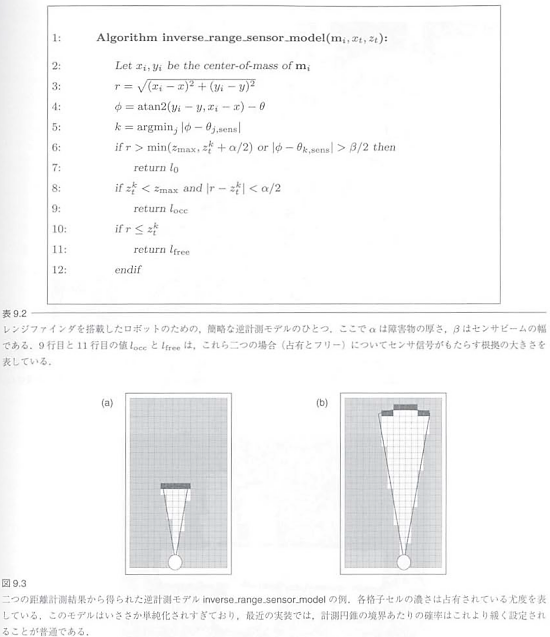 1: Algorithm inverse_range_sensor_model(m_i, x_t, z_t):
2: Let x_i, y_i be the center-of-mass of m_i
3: r = √((x_i − x)² + (y_i − y)²)
4: ϕ = atan2(y_i − y, x_i − x) − θ
5: k = argmin_j |ϕ − θ_{j,sens}|
6: if r > min(z_max, z_t^k + α/2) or |ϕ − θ_{k,sens}| > β/2 then
7: return l_0
8: if z_t^k < z_max and |r − z_t^k| < α/2
9: return l_occ
10: if r ≤ z_t^k
11: return l_free
12: endif
表 9.2
レンジファインダを搭載したロボットのための，簡略な逆計測モデルのひとつ．ここで α は障害物の厚さ，β はセンサビームの幅
である．9 行目と 11 行目の値 l_occ と l_free は，これら二つの場合（占有とフリー）についてセンサ信号がもたらす根拠の大きさを
表している．
(a) (b)
図 9.3
二つの距離計測結果から得られた逆計測モデル inverse_range_sensor_model の例．各格子セルの濃さは占有されている尤度を表
している．このモデルはいささか単純化されすぎており，最近の実装では，計測円錐の境界あたりの確率はこれより緩く設定され
ることが普通である．